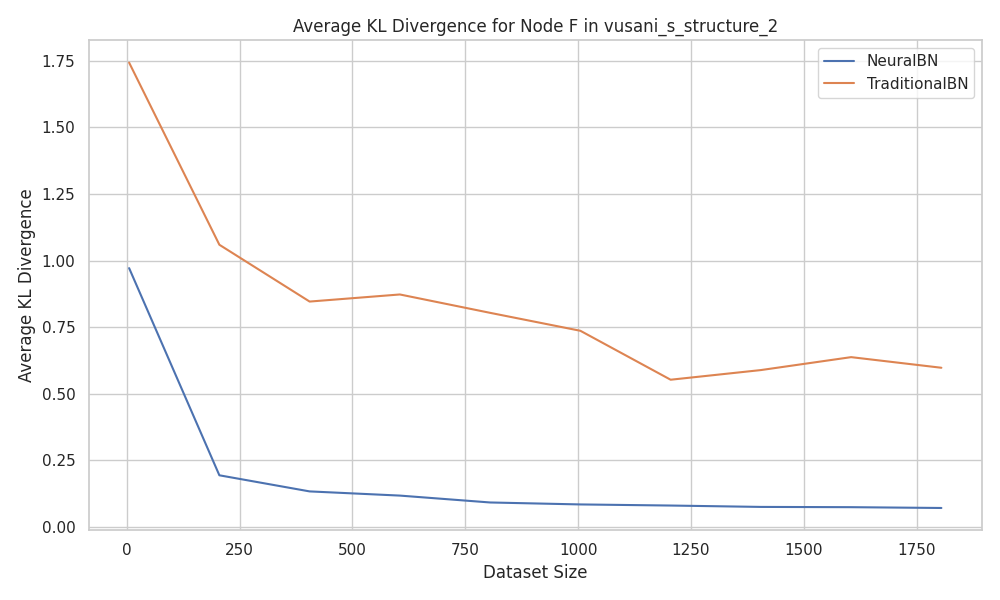 Average KL Divergence for Node F in vusani_s_structure_2
NeuralBN
TraditionalBN
Average KL Divergence
1.75
1.50
1.25
1.00
0.75
0.50
0.25
0.00
0 250 500 750 1000 1250 1500 1750
Dataset Size